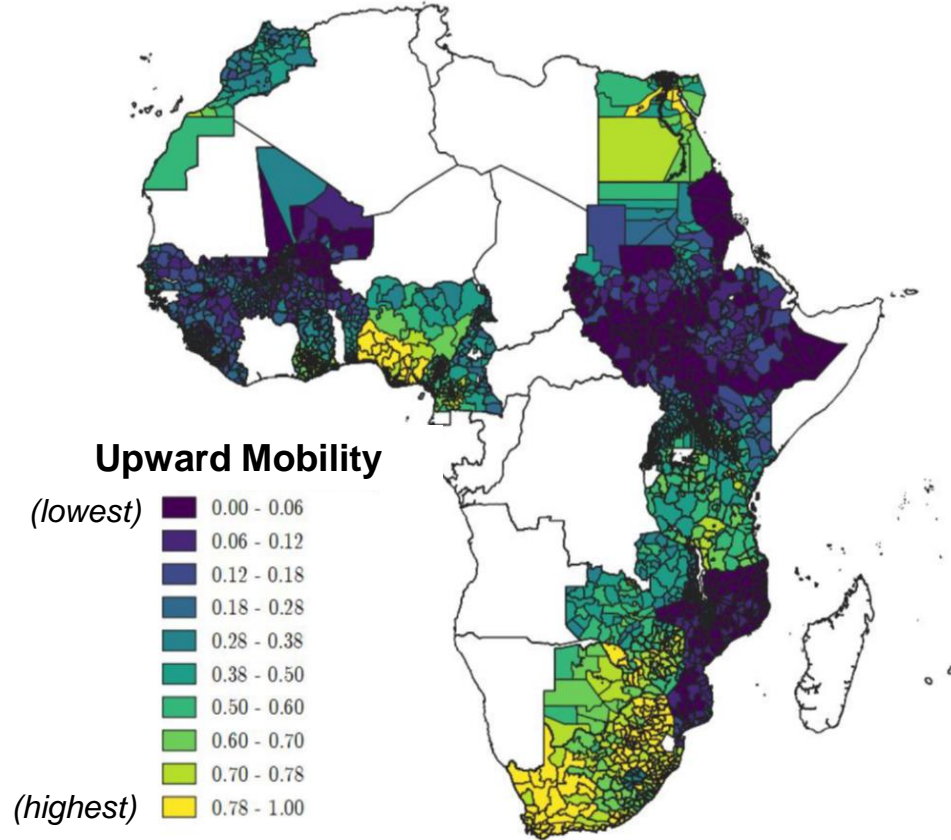 Upward Mobility
(lowest) 0.00 - 0.06
0.06 - 0.12
0.12 - 0.18
0.18 - 0.28
0.28 - 0.38
0.38 - 0.50
0.50 - 0.60
0.60 - 0.70
0.70 - 0.78
(highest) 0.78 - 1.00